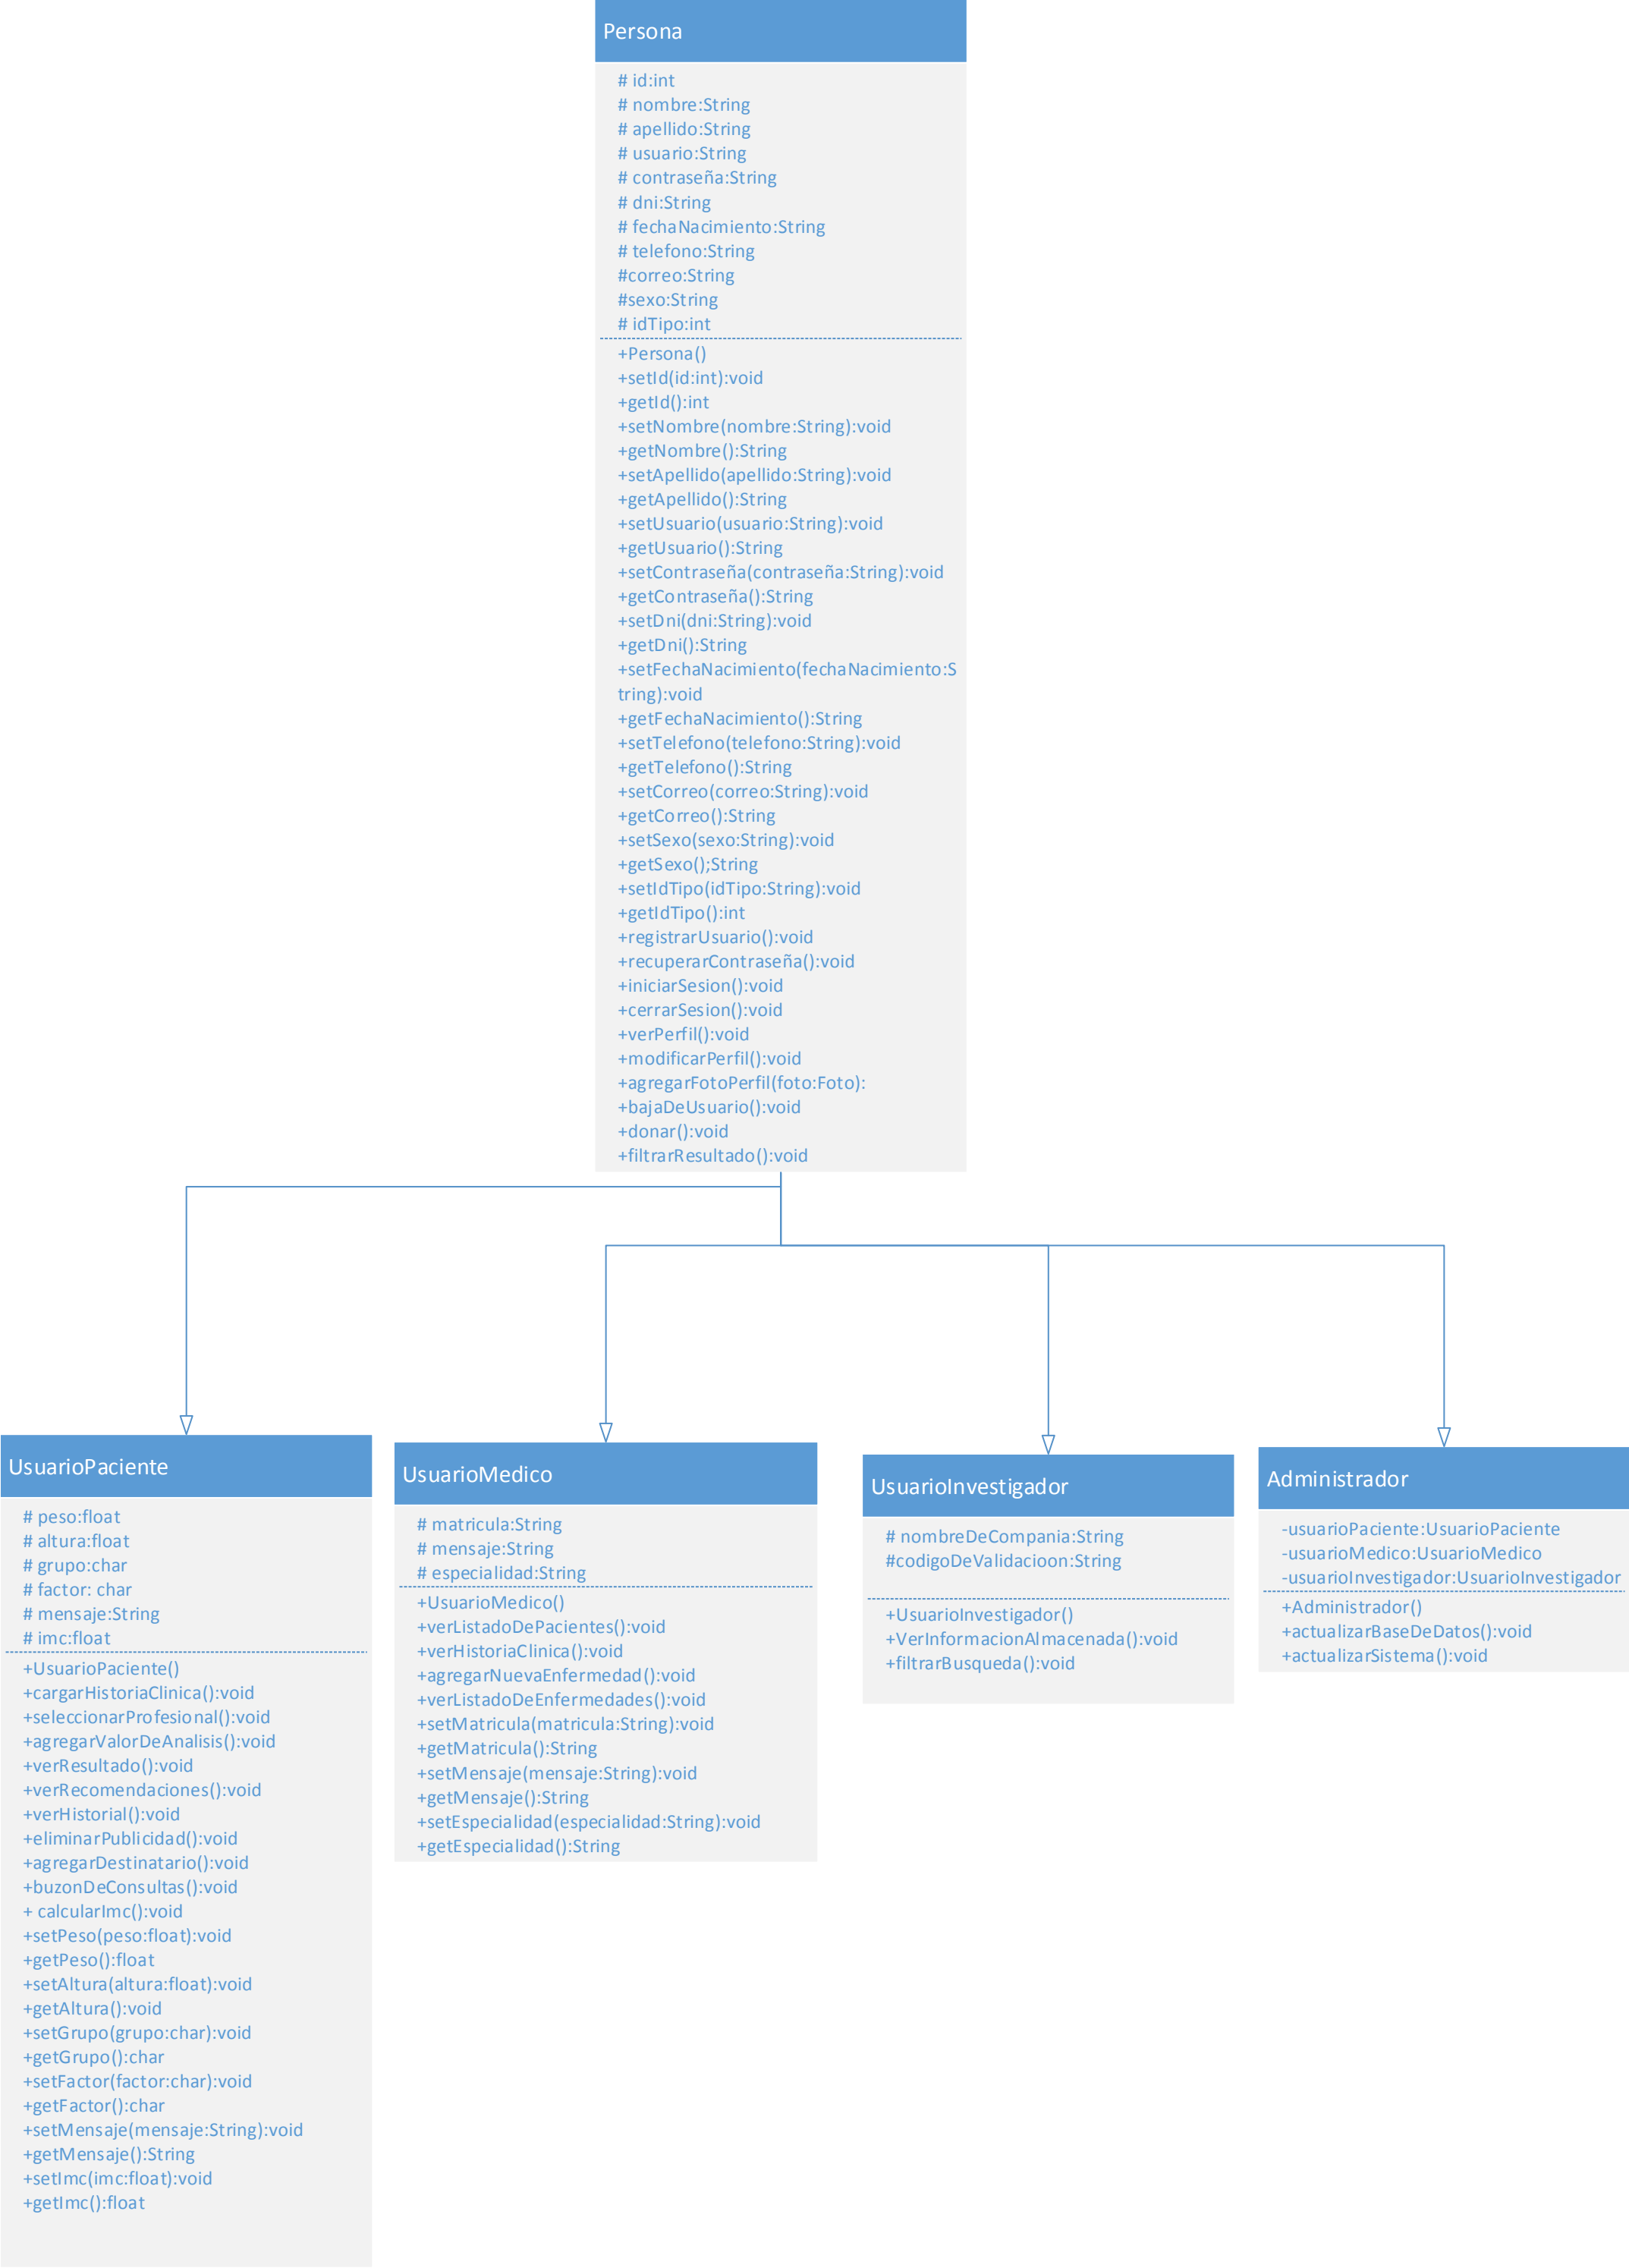 Persona
# id:int
# nombre:String
# apellido:String
# usuario:String
# contraseña:String
# dni:String
# fechaNacimiento:String
# telefono:String
#correo:String
#sexo:String
# idTipo:int
+Persona()
+setId(id:int):void
+getId():int
+setNombre(nombre:String):void
+getNombre():String
+setApellido(apellido:String):void
+getApellido():String
+setUsuario(usuario:String):void
+getUsuario():String
+setContraseña(contraseña:String):void
+getContraseña():String
+setDni(dni:String):void
+getDni():String
+setFechaNacimiento(fechaNacimiento:S
tring):void
+getFechaNacimiento():String
+setTelefono(telefono:String):void
+getTelefono():String
+setCorreo(correo:String):void
+getCorreo():String
+setSexo(sexo:String):void
+getSexo();String
+setIdTipo(idTipo:String):void
+getIdTipo():int
+registrarUsuario():void
+recuperarContraseña():void
+iniciarSesion():void
+cerrarSesion():void
+verPerfil():void
+modificarPerfil():void
+agregarFotoPerfil(foto:Foto):
+bajaDeUsuario():void
+donar():void
+filtrarResultado():void
UsuarioPaciente
# peso:float
# altura:float
# grupo:char
# factor: char
# mensaje:String
# imc:float
+UsuarioPaciente()
+cargarHistoriaClinica():void
+seleccionarProfesional():void
+agregarValorDeAnalisis():void
+verResultado():void
+verRecomendaciones():void
+verHistorial():void
+eliminarPublicidad():void
+agregarDestinatario():void
+buzonDeConsultas():void
+ calcularImc():void
+setPeso(peso:float):void
+getPeso():float
+setAltura(altura:float):void
+getAltura():void
+setGrupo(grupo:char):void
+getGrupo():char
+setFactor(factor:char):void
+getFactor():char
+setMensaje(mensaje:String):void
+getMensaje():String
+setImc(imc:float):void
+getImc():float
UsuarioMedico
# matricula:String
# mensaje:String
# especialidad:String
+UsuarioMedico()
+verListadoDePacientes():void
+verHistoriaClinica():void
+agregarNuevaEnfermedad():void
+verListadoDeEnfermedades():void
+setMatricula(matricula:String):void
+getMatricula():String
+setMensaje(mensaje:String):void
+getMensaje():String
+setEspecialidad(especialidad:String):void
+getEspecialidad():String
UsuarioInvestigador
# nombreDeCompania:String
#codigoDeValidacioon:String
+UsuarioInvestigador()
+VerInformacionAlmacenada():void
+filtrarBusqueda():void
Administrador
-usuarioPaciente:UsuarioPaciente
-usuarioMedico:UsuarioMedico
-usuarioInvestigador:UsuarioInvestigador
+Administrador()
+actualizarBaseDeDatos():void
+actualizarSistema():void